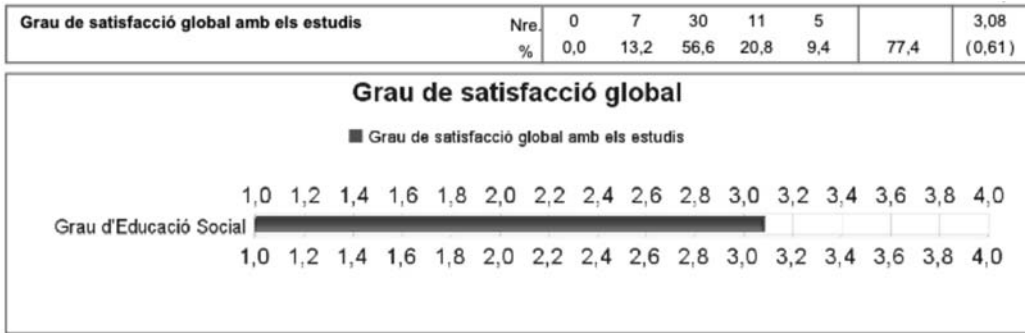 Grau de satisfacció global amb els estudis Nre. 0 7 30 11 5 3,08
% 0,0 13,2 56,6 20,8 9,4 77,4 (0,61)
Grau de satisfacció global
Grau de satisfacció global amb els estudis
1,0 1,2 1,4 1,6 1,8 2,0 2,2 2,4 2,6 2,8 3,0 3,2 3,4 3,6 3,8 4,0
Grau d'Educació Social
1,0 1,2 1,4 1,6 1,8 2,0 2,2 2,4 2,6 2,8 3,0 3,2 3,4 3,6 3,8 4,0